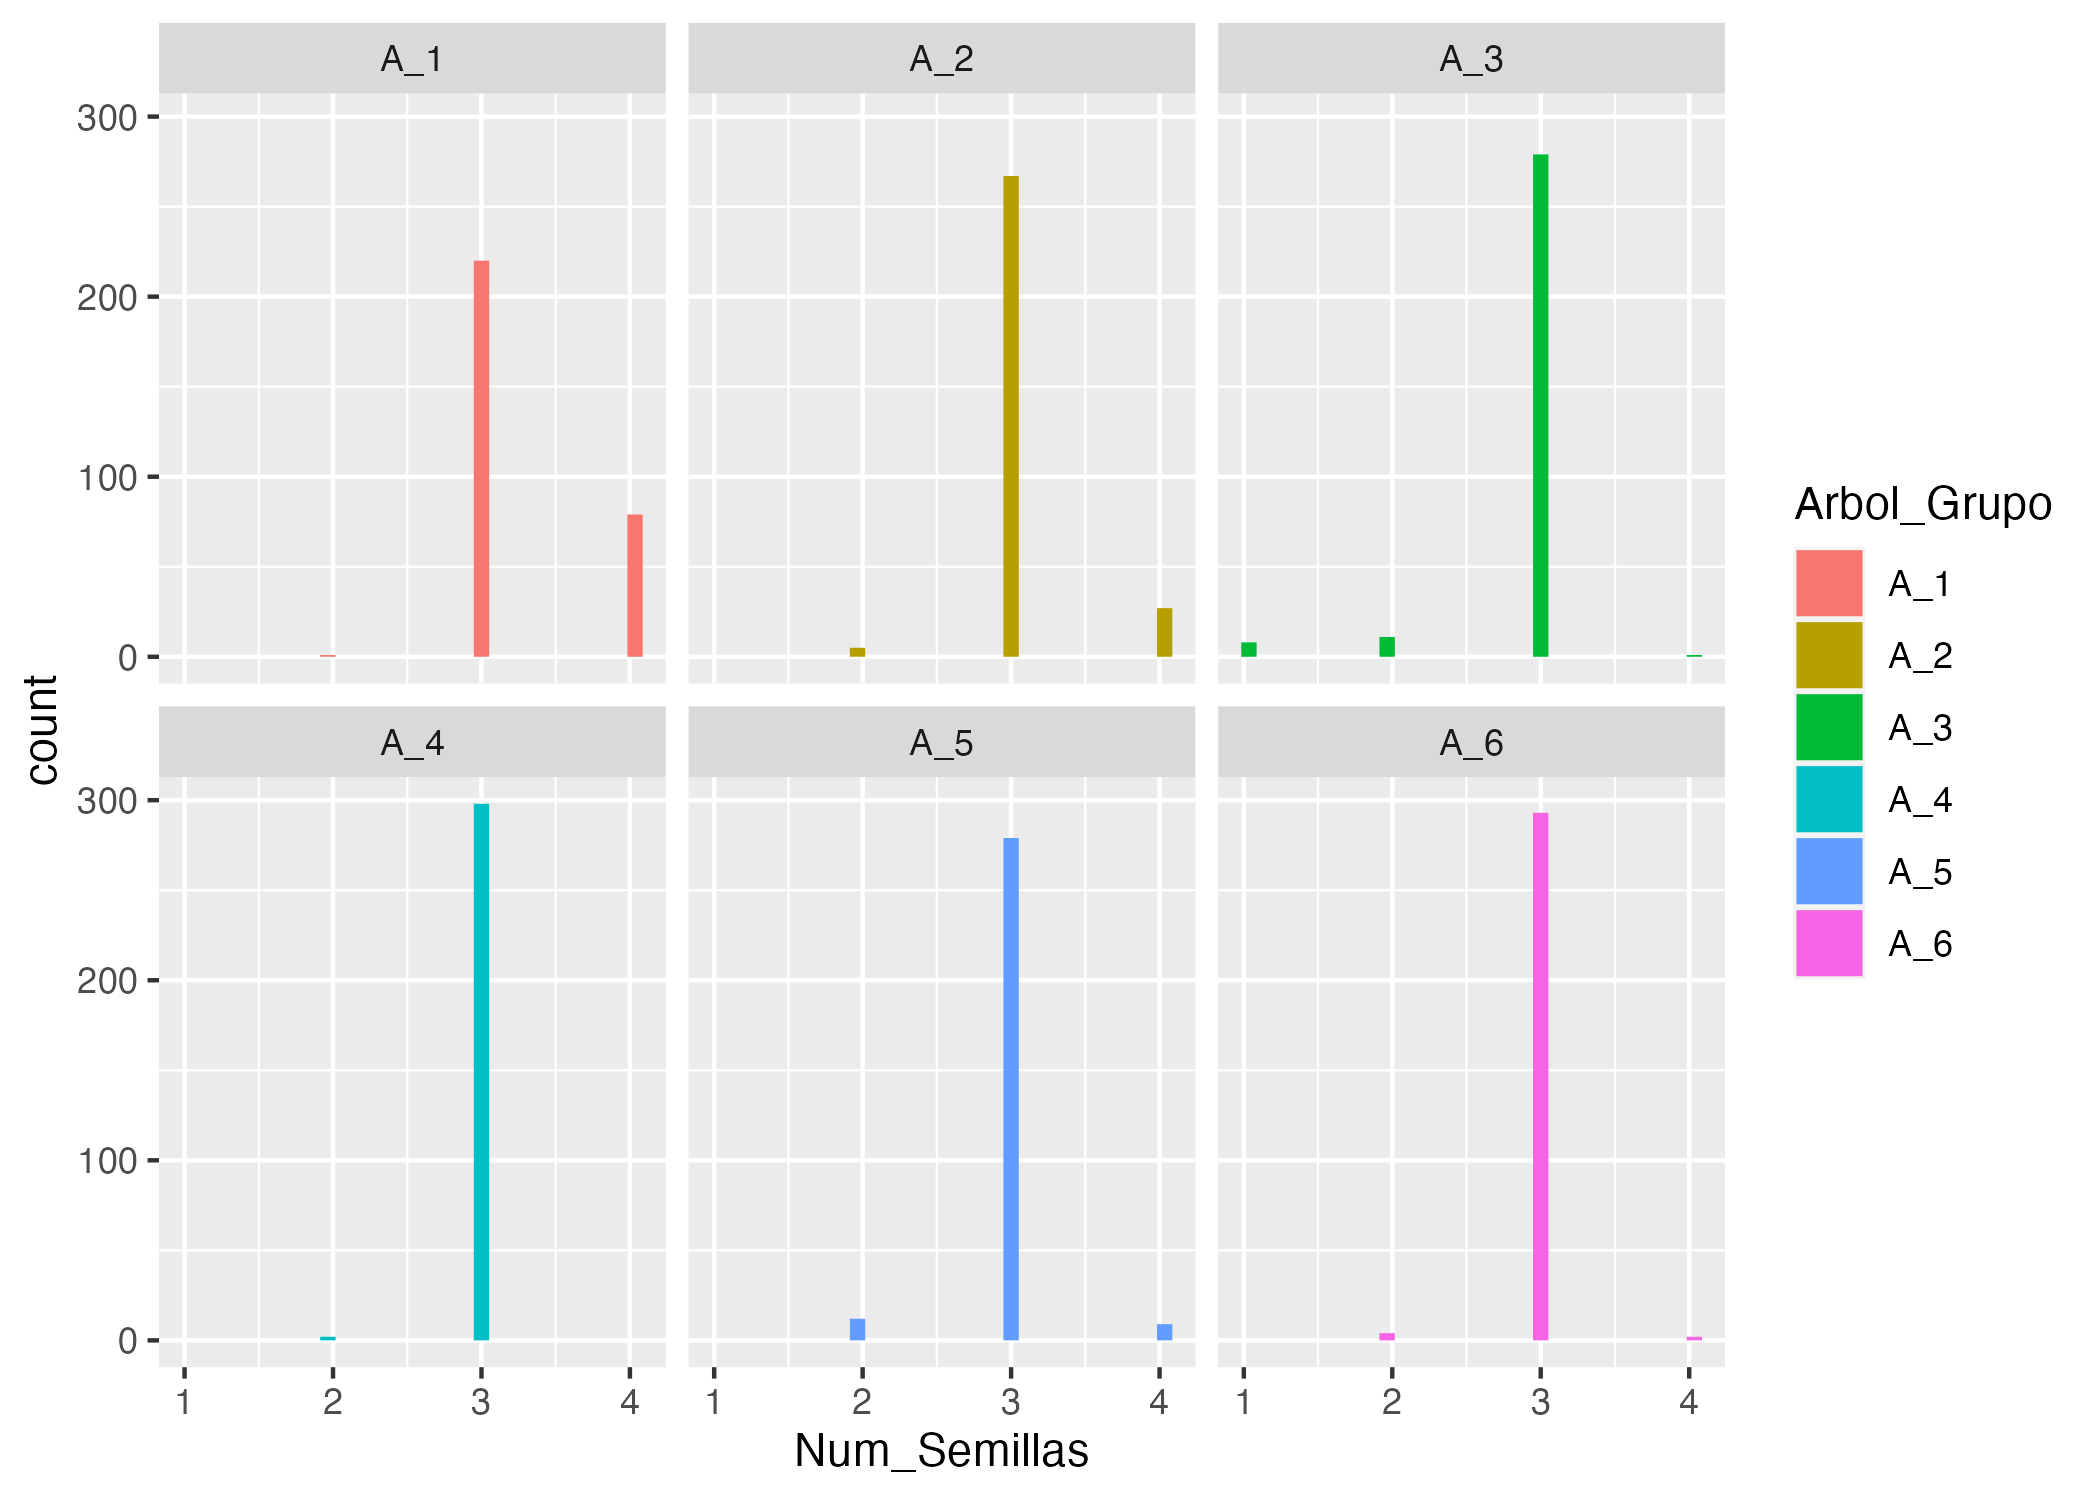 A_1 A_2 A_3
300
200
100
0
count
A_4 A_5 A_6
300
200
100
0
1 2 3 4 1 2 3 4 1 2 3 4
Num_Semillas
Arbol_Grupo
A_1
A_2
A_3
A_4
A_5
A_6